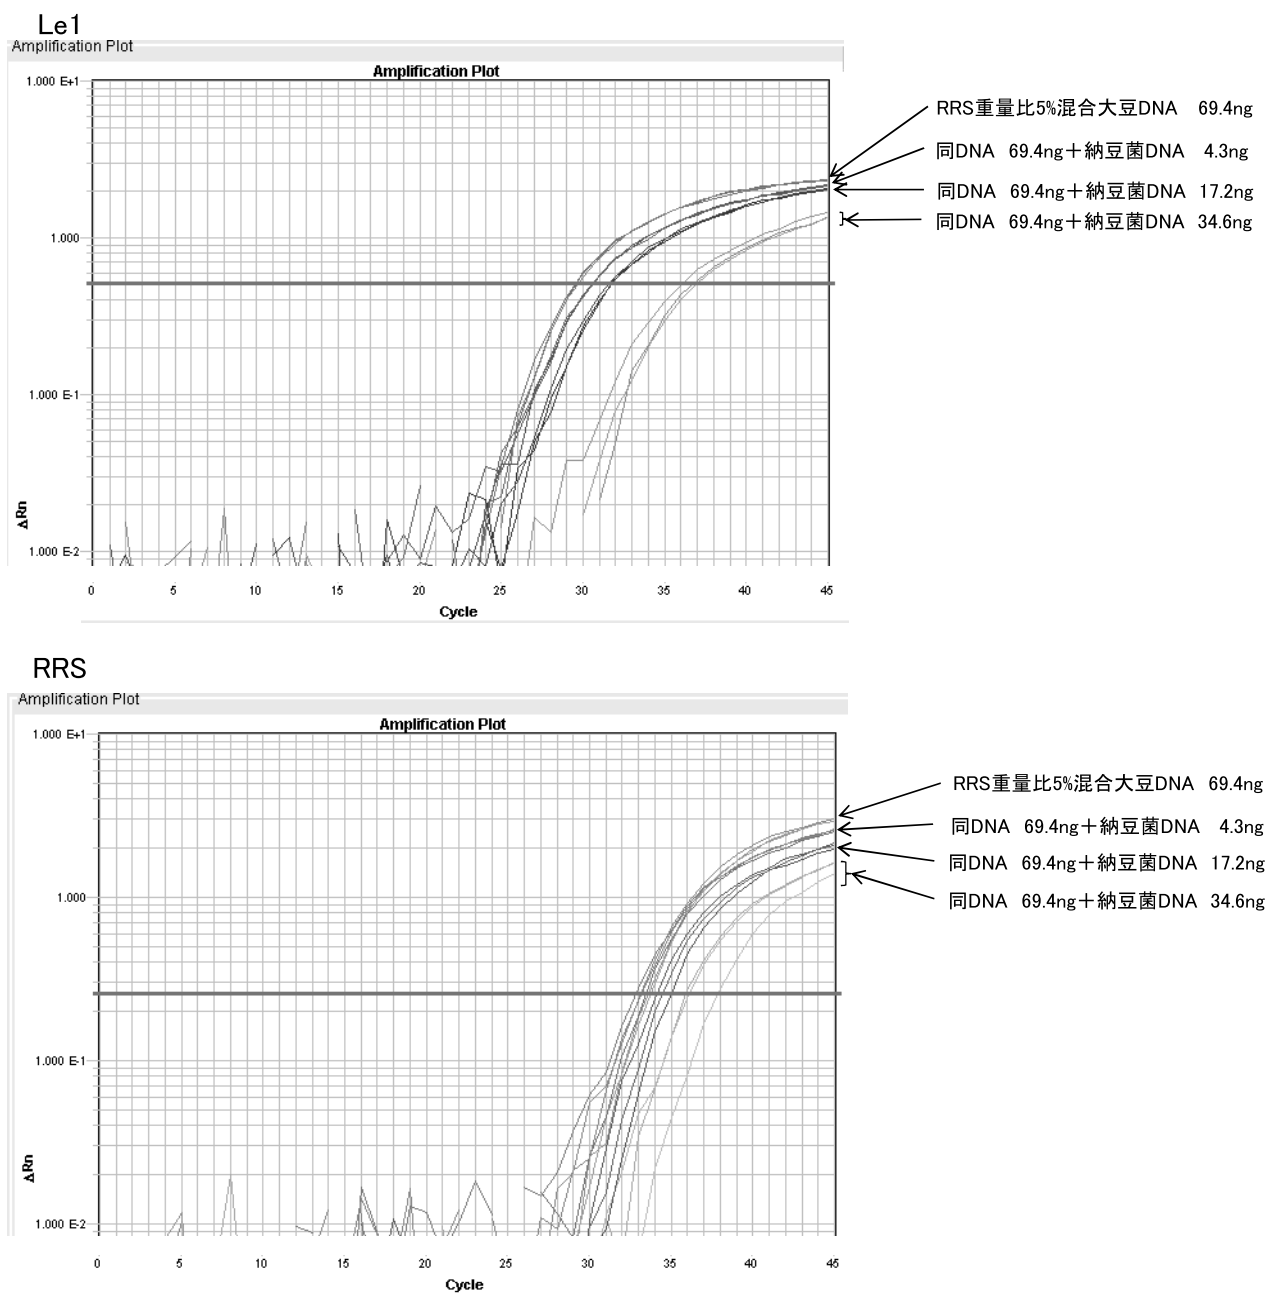 Le1
Amplification Plot
Amplification Plot
1.000 E+1
1.000
1.000 E-1
1.000 E-2
ΔRn
0 5 10 15 20 25 30 35 40 45
Cycle
RRS重量比5%混合大豆DNA 69.4ng
同DNA 69.4ng＋納豆菌DNA 4.3ng
同DNA 69.4ng＋納豆菌DNA 17.2ng
同DNA 69.4ng＋納豆菌DNA 34.6ng
RRS
Amplification Plot
Amplification Plot
1.000 E+1
1.000
1.000 E-1
1.000 E-2
ΔRn
0 5 10 15 20 25 30 35 40 45
Cycle
RRS重量比5%混合大豆DNA 69.4ng
同DNA 69.4ng＋納豆菌DNA 4.3ng
同DNA 69.4ng＋納豆菌DNA 17.2ng
同DNA 69.4ng＋納豆菌DNA 34.6ng